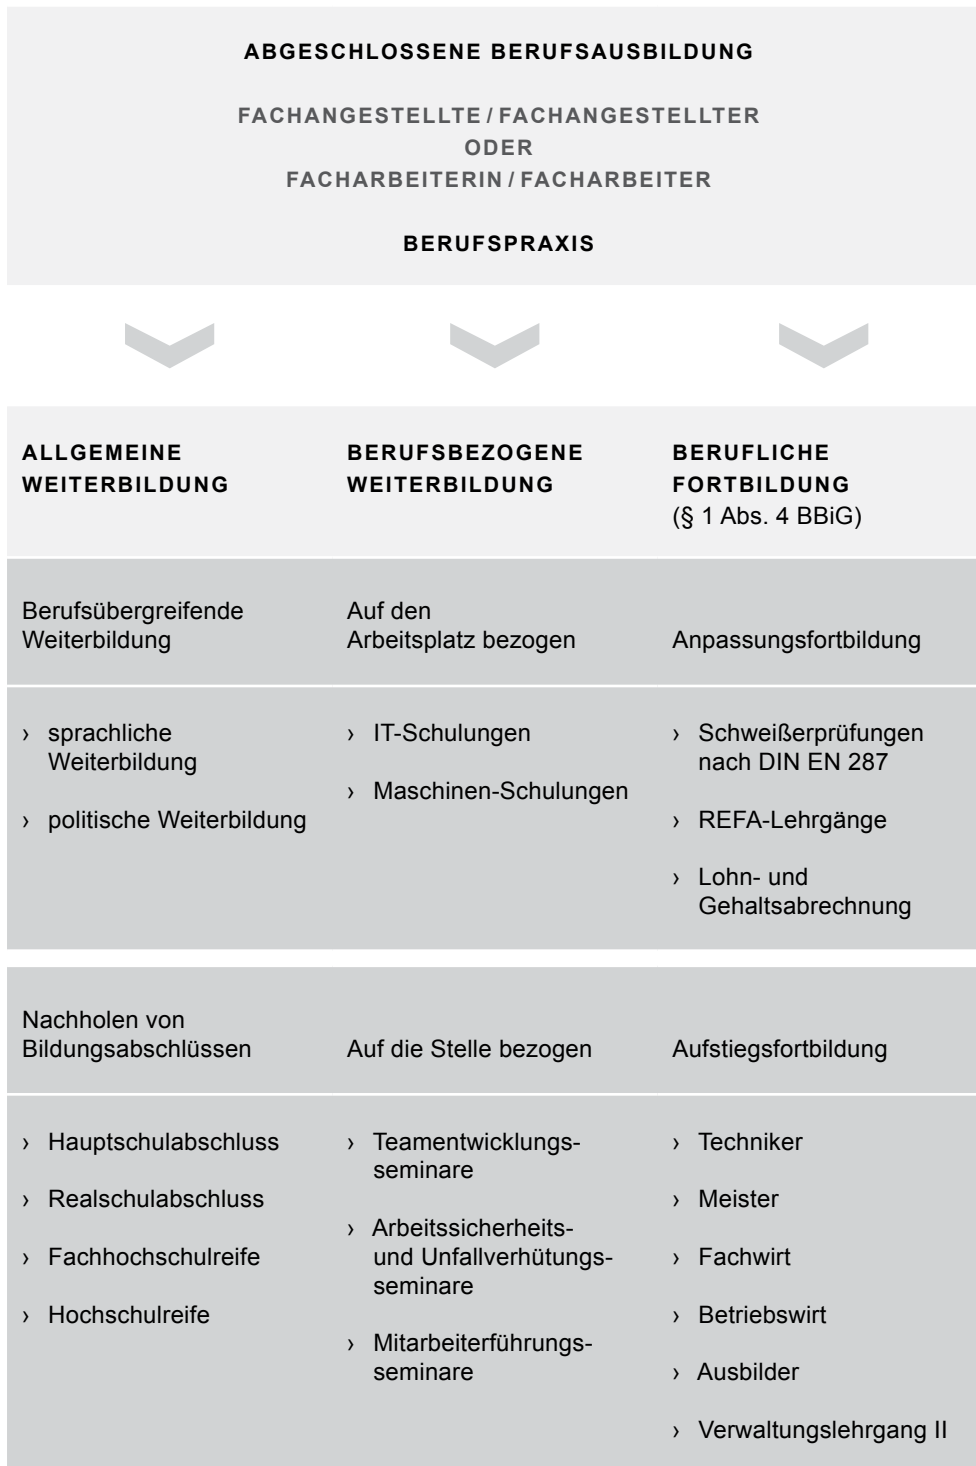 ABGESCHLOSSENE BERUFSAUSBILDUNG
FACHANGESTELLTE / FACHANGESTELLTER
ODER
FACHARBEITERIN / FACHARBEITER
BERUFSPRAXIS
ALLGEMEINE
WEITERBILDUNG
BERUFSBEZOGENE
WEITERBILDUNG
BERUFLICHE
FORTBILDUNG
(§ 1 Abs. 4 BBiG)
Berufsübergreifende
Weiterbildung
Auf den
Arbeitsplatz bezogen
Anpassungsfortbildung
› sprachliche
Weiterbildung
› politische Weiterbildung
› IT-Schulungen
› Maschinen-Schulungen
› Schweißerprüfungen
nach DIN EN 287
› REFA-Lehrgänge
› Lohn- und
Gehaltsabrechnung
Nachholen von
Bildungsabschlüssen
Auf die Stelle bezogen
Aufstiegsfortbildung
› Hauptschulabschluss
› Realschulabschluss
› Fachhochschulreife
› Hochschulreife
› Teamentwicklungs-
seminare
› Arbeitssicherheits-
und Unfallverhütungs-
seminare
› Mitarbeiterführungs-
seminare
› Techniker
› Meister
› Fachwirt
› Betriebswirt
› Ausbilder
› Verwaltungslehrgang II